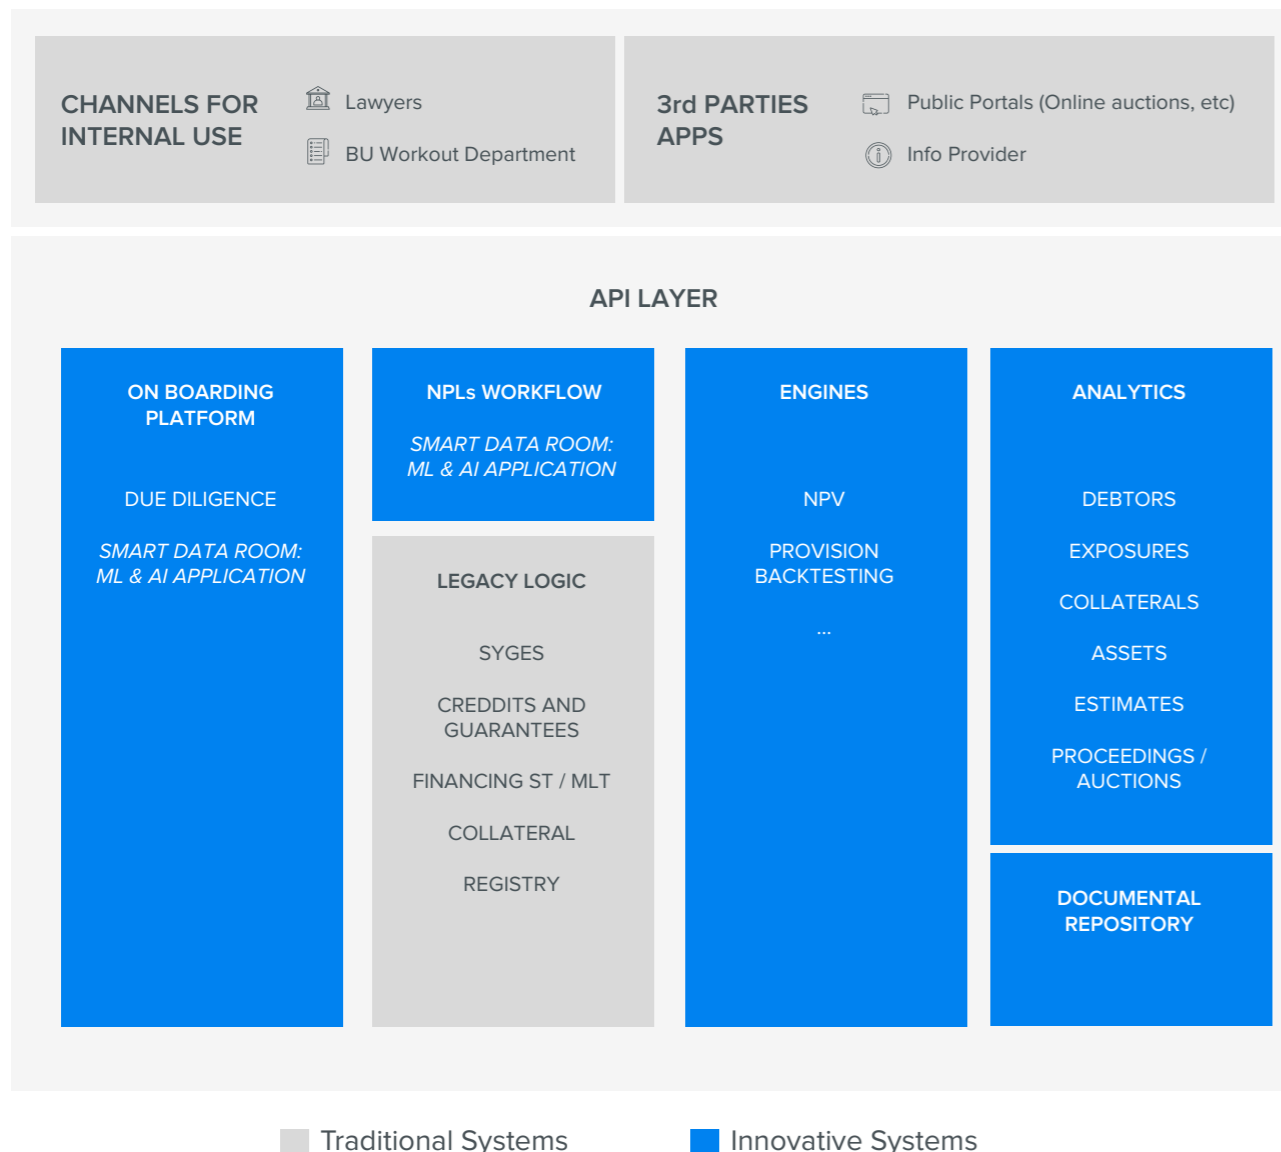 CHANNELS FOR
INTERNAL USE
Lawyers
BU Workout Department
3rd PARTIES
APPS
Public Portals (Online auctions, etc)
Info Provider
API LAYER
ON BOARDING
PLATFORM
DUE DILIGENCE
SMART DATA ROOM:
ML & AI APPLICATION
NPLs WORKFLOW
SMART DATA ROOM:
ML & AI APPLICATION
LEGACY LOGIC
SYGES
CREDDITS AND
GUARANTEES
FINANCING ST / MLT
COLLATERAL
REGISTRY
ENGINES
NPV
PROVISION
BACKTESTING
...
ANALYTICS
DEBTORS
EXPOSURES
COLLATERALS
ASSETS
ESTIMATES
PROCEEDINGS /
AUCTIONS
DOCUMENTAL
REPOSITORY
Traditional Systems
Innovative Systems